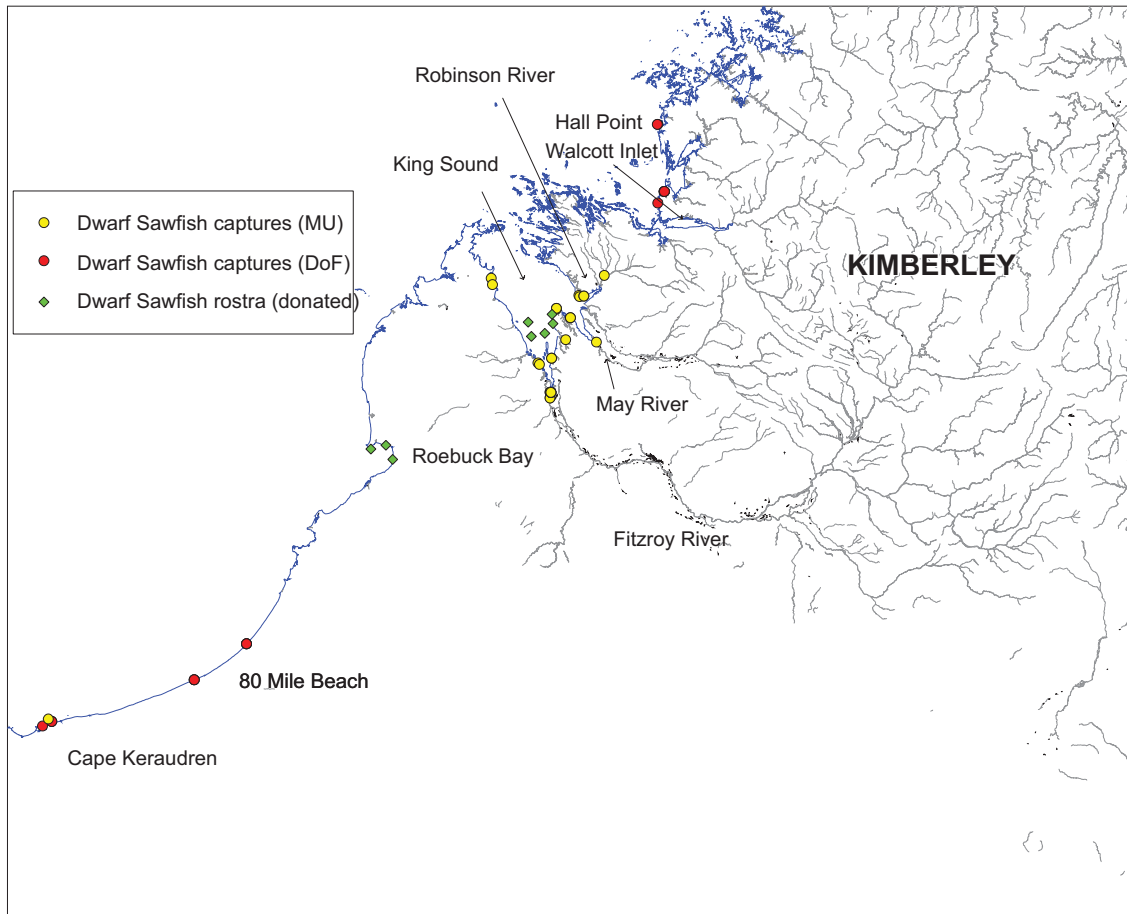 Robinson River
Hall Point
Walcott Inlet
King Sound
Dwarf Sawfish captures (MU)
Dwarf Sawfish captures (DoF)
Dwarf Sawfish rostra (donated)
KIMBERLEY
May River
Roebuck Bay
Fitzroy River
80 Mile Beach
Cape Keraudren